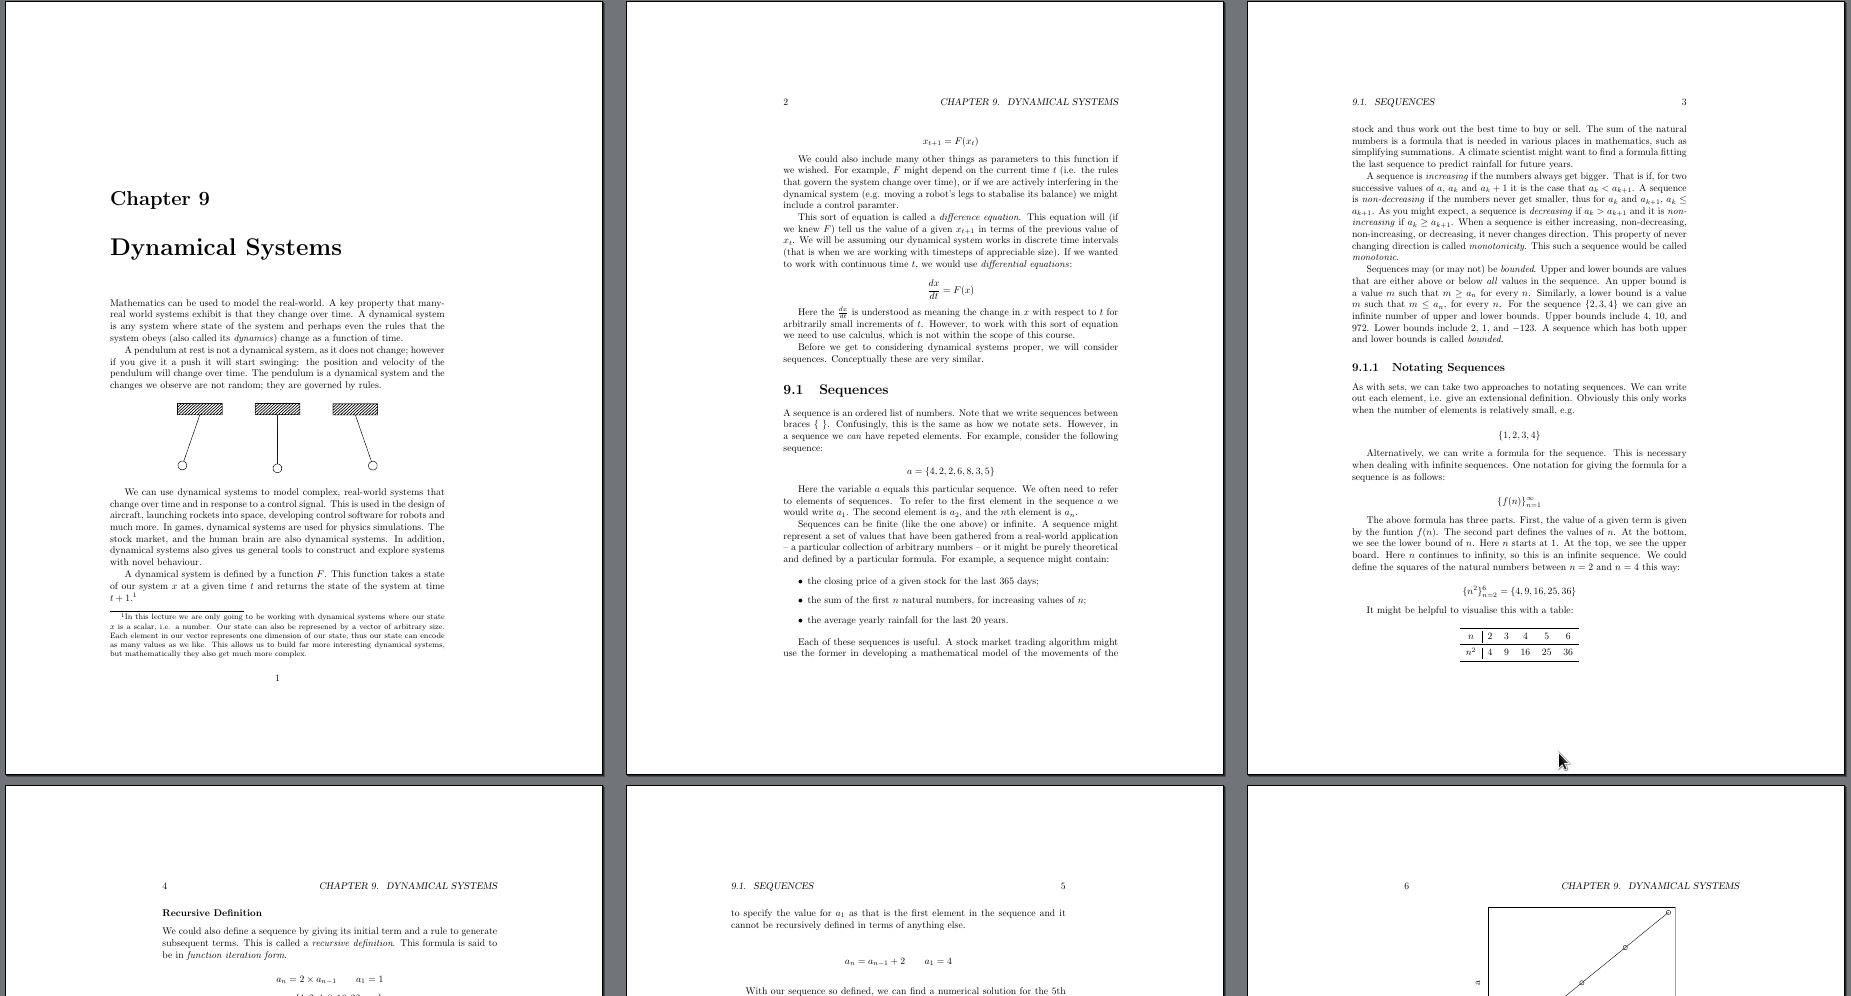 Chapter 9
Dynamical Systems
Mathematics can be used to model the real-world. A key property that many-
real world systems exhibit is that they change over time. A dynamical system
is any system where state of the system and perhaps even the rules that the
system obeys (also called its dynamics) change as a function of time.
A pendulum at rest is not a dynamical system, as it does not change; however
if you give it a push it will start swinging: the position and velocity of the
pendulum will change over time. The pendulum is a dynamical system and the
changes we observe are not random; they are governed by rules.
We can use dynamical systems to model complex, real-world systems that
change over time and in response to a control signal. This is used in the design of
aircraft, launching rockets into space, developing control software for robots and
much more. In games, dynamical systems are used for physics simulations. The
stock market, and the human brain are also dynamical systems. In addition,
dynamical systems also gives us general tools to construct and explore systems
with novel behaviour.
A dynamical system is defined by a function F. This function takes a state
of our system x at a given time t and returns the state of the system at time
t + 1.¹
¹In this lecture we are only going to be working with dynamical systems where our state
x is a scalar, i.e. a number. Our state can also be represened by a vector of arbitrary size.
Each element in our vector represents one dimension of our state, thus our state can encode
as many values as we like. This allows us to build far more interesting dynamical systems,
but mathematically they also get much more complex.
1
2 CHAPTER 9. DYNAMICAL SYSTEMS
xₜ₊₁ = F(xₜ)
We could also include many other things as parameters to this function if
we wished. For example, F might depend on the current time t (i.e. the rules
that govern the system change over time), or if we are actively interfering in the
dynamical system (e.g. moving a robot's legs to stabalise its balance) we might
include a control paramter.
This sort of equation is called a difference equation. This equation will (if
we knew F) tell us the value of a given xₜ₊₁ in terms of the previous value of
xₜ. We will be assuming our dynamical system works in discrete time intervals
(that is when we are working with timesteps of appreciable size). If we wanted
to work with continuous time t, we would use differential equations:
dx/dt = F(x)
Here the dx/dt is understood as meaning the change in x with respect to t for
arbitrarily small increments of t. However, to work with this sort of equation
we need to use calculus, which is not within the scope of this course.
Before we get to considering dynamical systems proper, we will consider
sequences. Conceptually these are very similar.
9.1 Sequences
A sequence is an ordered list of numbers. Note that we write sequences between
braces { }. Confusingly, this is the same as how we notate sets. However, in
a sequence we can have repeted elements. For example, consider the following
sequence:
a = {4, 2, 2, 6, 8, 3, 5}
Here the variable a equals this particular sequence. We often need to refer
to elements of sequences. To refer to the first element in the sequence a we
would write a₁. The second element is a₂, and the nth element is aₙ.
Sequences can be finite (like the one above) or infinite. A sequence might
represent a set of values that have been gathered from a real-world application
– a particular collection of arbitrary numbers – or it might be purely theoretical
and defined by a particular formula. For example, a sequence might contain:
• the closing price of a given stock for the last 365 days;
• the sum of the first n natural numbers, for increasing values of n;
• the average yearly rainfall for the last 20 years.
Each of these sequences is useful. A stock market trading algorithm might
use the former in developing a mathematical model of the movements of the
9.1. SEQUENCES 3
stock and thus work out the best time to buy or sell. The sum of the natural
numbers is a formula that is needed in various places in mathematics, such as
simplifying summations. A climate scientist might want to find a formula fitting
the last sequence to predict rainfall for future years.
A sequence is increasing if the numbers always get bigger. That is if, for two
successive values of a, aₖ and aₖ + 1 it is the case that aₖ < aₖ₊₁. A sequence
is non-decreasing if the numbers never get smaller, thus for aₖ and aₖ₊₁, aₖ ≤
aₖ₊₁. As you might expect, a sequence is decreasing if aₖ > aₖ₊₁ and it is non-
increasing if aₖ ≥ aₖ₊₁. When a sequence is either increasing, non-decreasing,
non-increasing, or decreasing, it never changes direction. This property of never
changing direction is called monotonicity. This such a sequence would be called
monotonic.
Sequences may (or may not) be bounded. Upper and lower bounds are values
that are either above or below all values in the sequence. An upper bound is
a value m such that m ≥ aₙ for every n. Similarly, a lower bound is a value
m such that m ≤ aₙ, for every n. For the sequence {2, 3, 4} we can give an
infinite number of upper and lower bounds. Upper bounds include 4, 10, and
972. Lower bounds include 2, 1, and −123. A sequence which has both upper
and lower bounds is called bounded.
9.1.1 Notating Sequences
As with sets, we can take two approaches to notating sequences. We can write
out each element, i.e. give an extensional definition. Obviously this only works
when the number of elements is relatively small, e.g.
{1, 2, 3, 4}
Alternatively, we can write a formula for the sequence. This is necessary
when dealing with infinite sequences. One notation for giving the formula for a
sequence is as follows:
{f(n)}∞n=1
The above formula has three parts. First, the value of a given term is given
by the funtion f(n). The second part defines the values of n. At the bottom,
we see the lower bound of n. Here n starts at 1. At the top, we see the upper
board. Here n continues to infinity, so this is an infinite sequence. We could
define the squares of the natural numbers between n = 2 and n = 4 this way:
{n²}⁶n=2 = {4, 9, 16, 25, 36}
It might be helpful to visualise this with a table:
n 2 3 4 5 6
n² 4 9 16 25 36
4 CHAPTER 9. DYNAMICAL SYSTEMS
Recursive Definition
We could also define a sequence by giving its initial term and a rule to generate
subsequent terms. This is called a recursive definition. This formula is said to
be in function iteration form.
aₙ = 2 × aₙ₋₁ a₁ = 1
9.1. SEQUENCES 5
to specify the value for a₁ as that is the first element in the sequence and it
cannot be recursively defined in terms of anything else.
aₙ = aₙ₋₁ + 2 a₁ = 4
With our sequence so defined, we can find a numerical solution for the 5th
6 CHAPTER 9. DYNAMICAL SYSTEMS
a